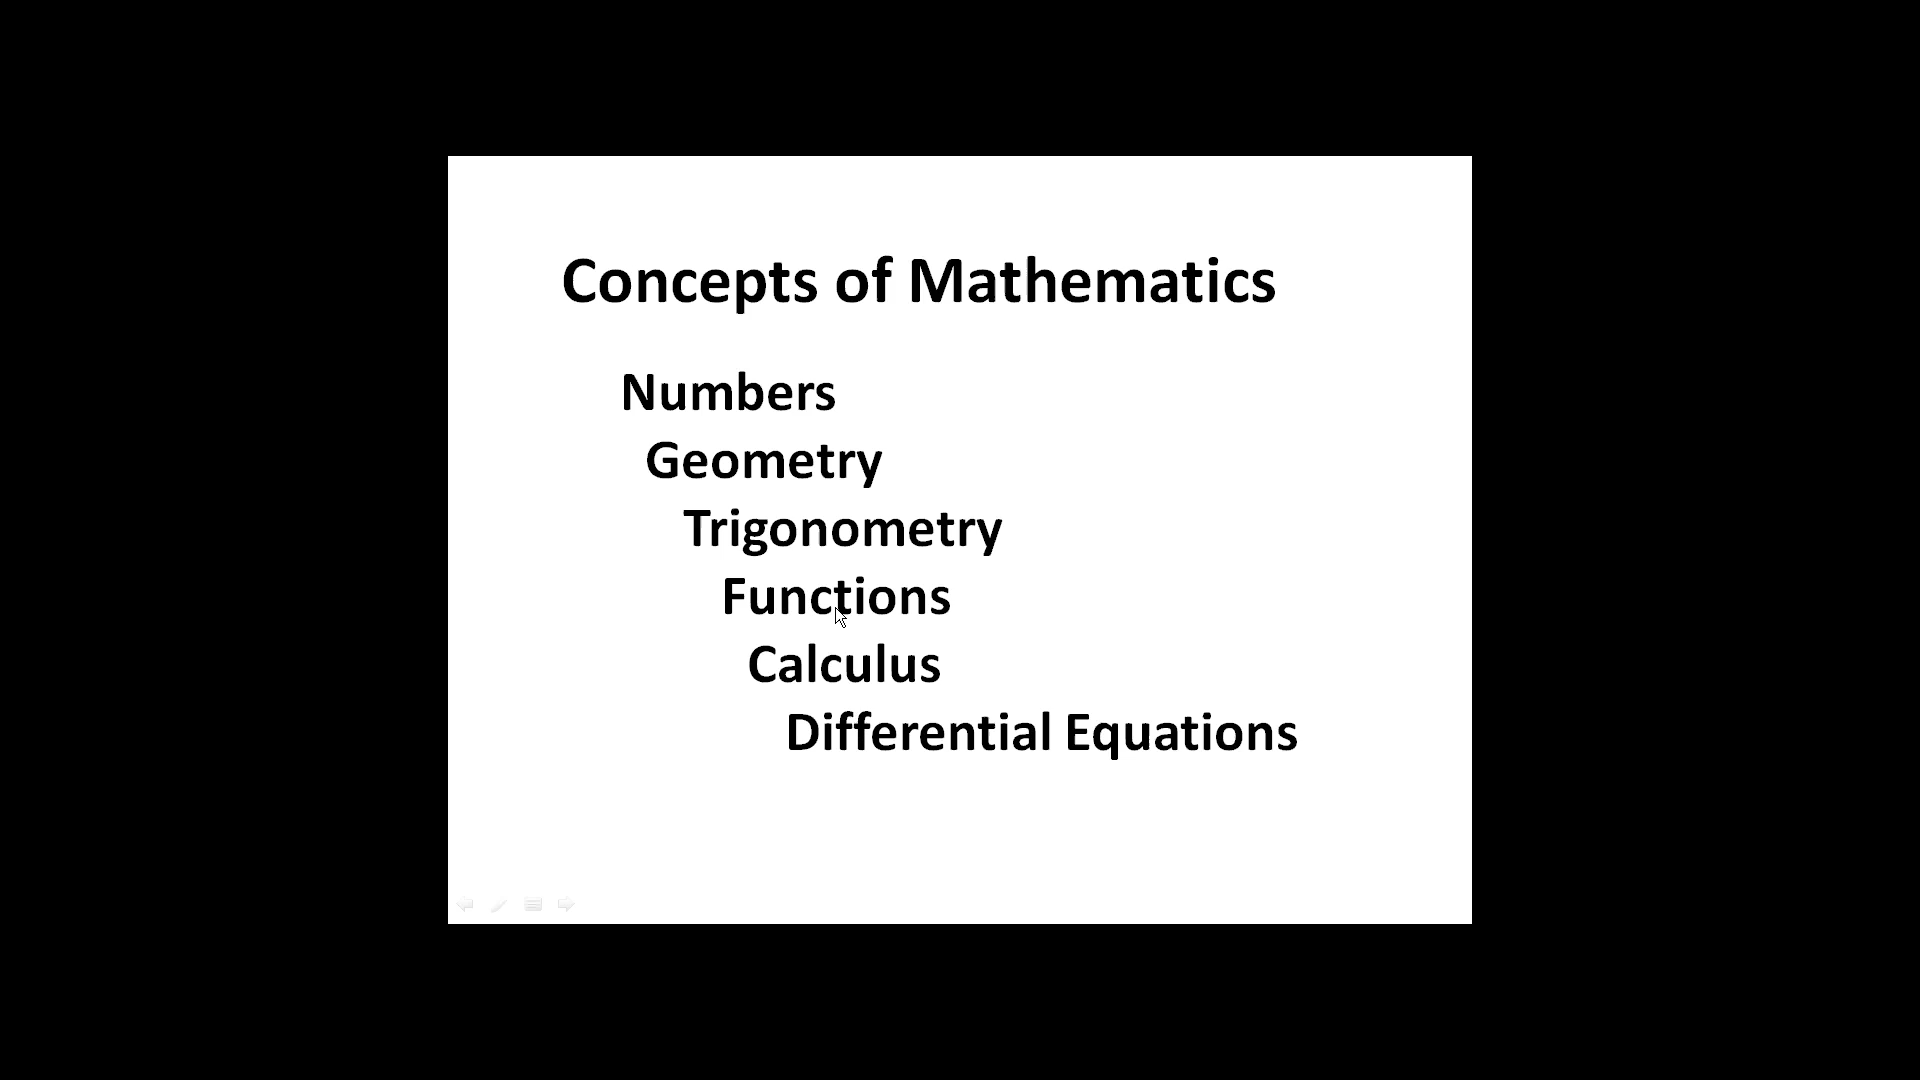 Concepts of Mathematics
Numbers
Geometry
Trigonometry
Functions
Calculus
Differential Equations